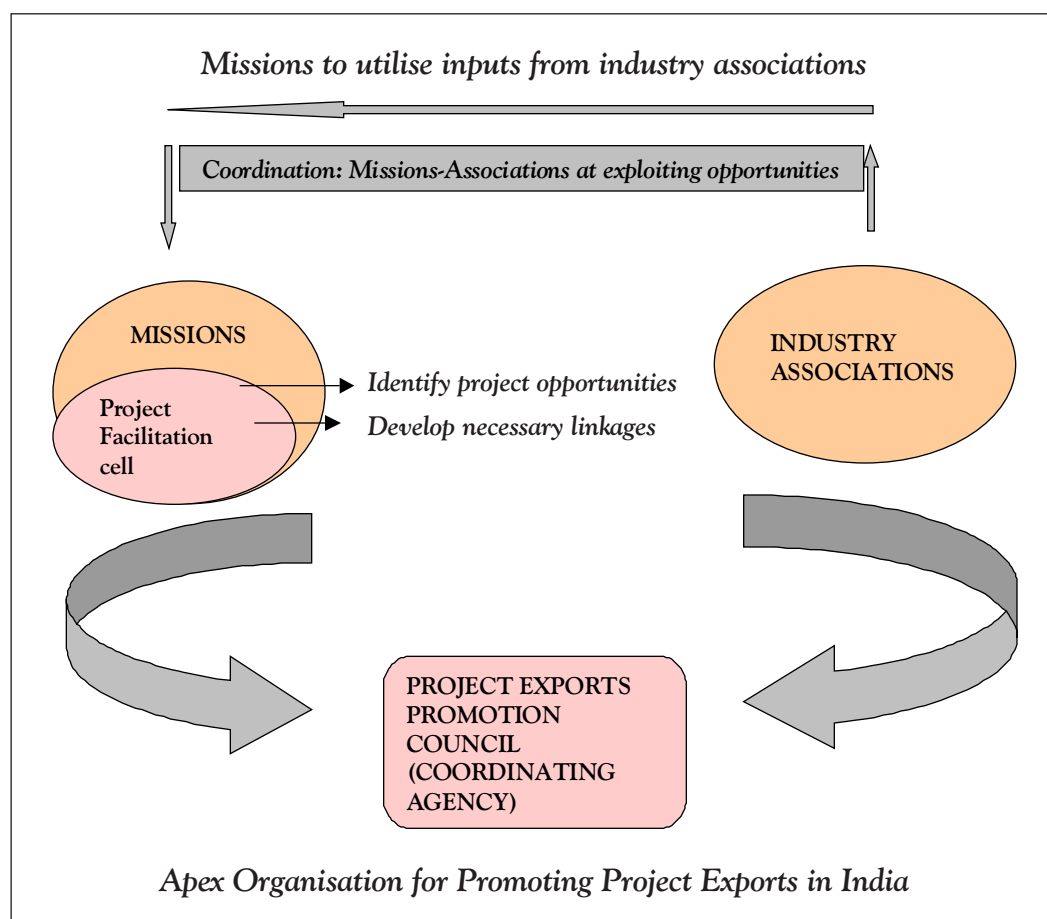 Missions to utilise inputs from industry associations
Coordination: Missions-Associations at exploiting opportunities
MISSIONS
Project
Facilitation
cell
Identify project opportunities
Develop necessary linkages
INDUSTRY
ASSOCIATIONS
PROJECT EXPORTS
PROMOTION
COUNCIL
(COORDINATING
AGENCY)
Apex Organisation for Promoting Project Exports in India